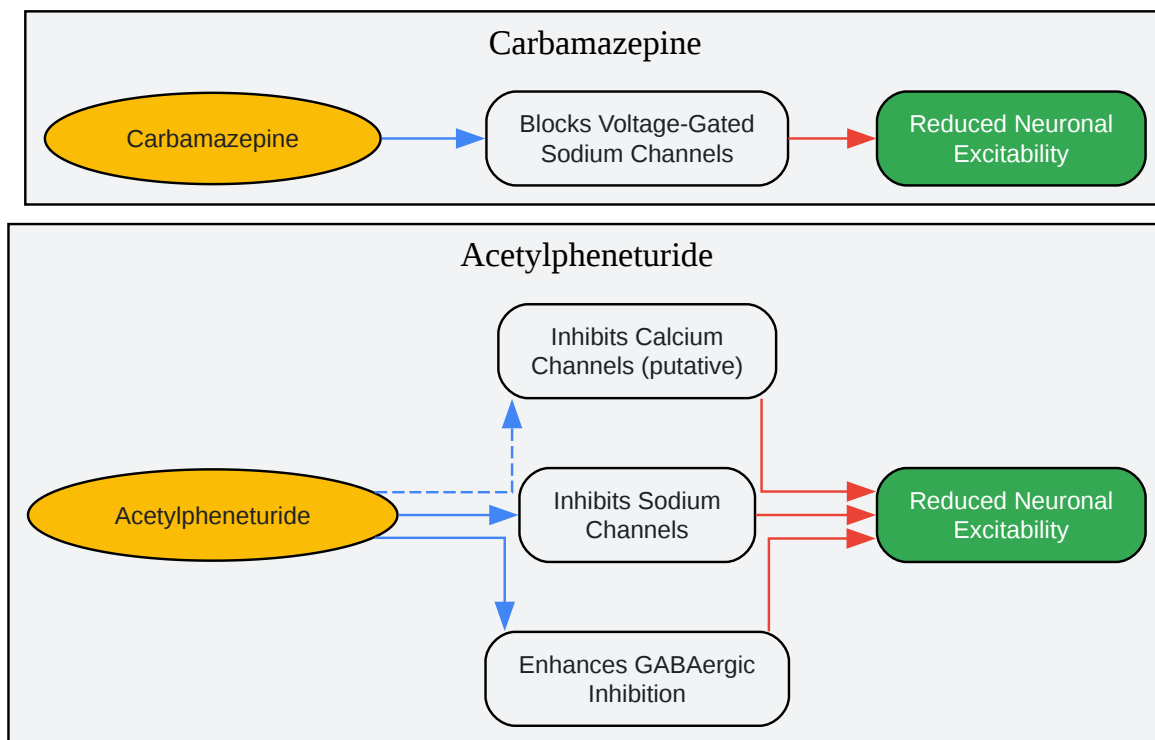 Carbamazepine
Carbamazepine
Blocks Voltage-Gated
Sodium Channels
Reduced Neuronal
Excitability
Acetylpheneturide
Inhibits Calcium
Channels (putative)
Acetylpheneturide
Inhibits Sodium
Channels
Reduced Neuronal
Excitability
Enhances GABAergic
Inhibition